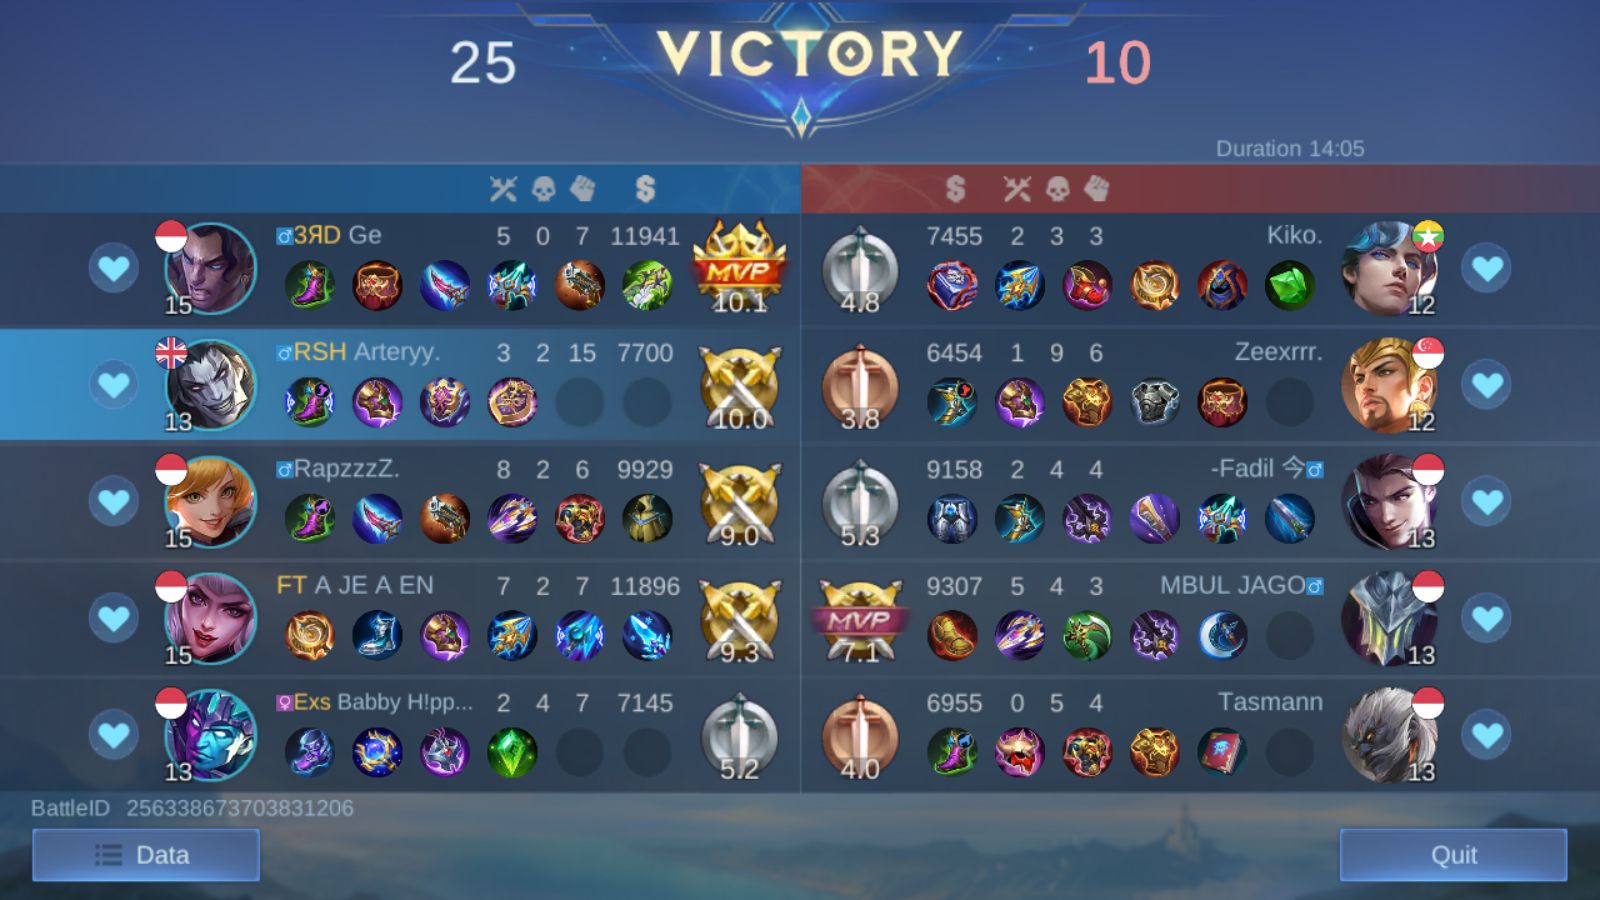 25 VICTORY 10
Duration 14:05
3ЯD Ge 5 0 7 11941 MVP 10.1 15
4.8 7455 2 3 3 Kiko. 12
RSH Arteryy. 3 2 15 7700 10.0 13
3.8 6454 1 9 6 Zeexrrr. 12
RapzzzZ. 8 2 6 9929 9.0 15
5.3 9158 2 4 4 -Fadil 今 13
FT A JE A EN 7 2 7 11896 9.3 15
MVP 7.1 9307 5 4 3 MBUL JAGO 13
Exs Babby H!pp... 2 4 7 7145 5.2 13
4.0 6955 0 5 4 Tasmann 13
BattleID 256338673703831206
Data
Quit